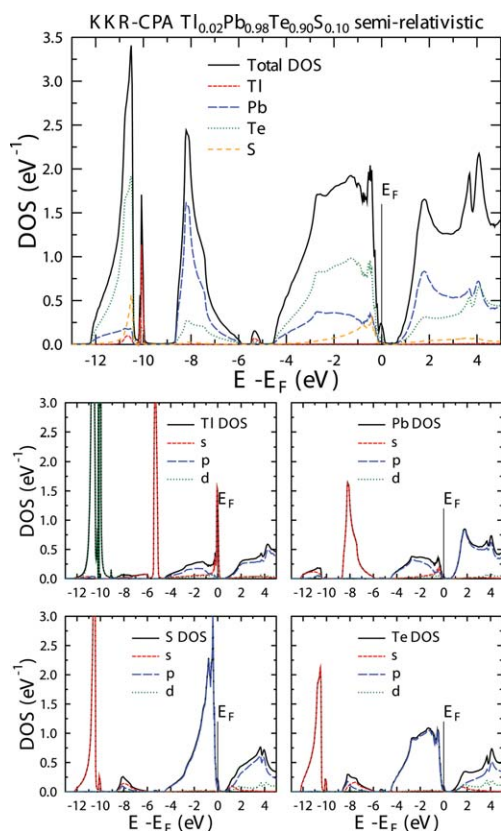 KKR-CPA Tl0.02Pb0.98Te0.90S0.10 semi-relativistic
3.5
3.0
2.5
2.0
1.5
1.0
0.5
0.0
DOS (eV-1)
Total DOS
Tl
Pb
Te
S
EF
-12 -10 -8 -6 -4 -2 0 2 4
E -EF (eV)
3.0
2.5
2.0
1.5
1.0
0.5
0.0
DOS (eV-1)
Tl DOS
s
p
d
EF
-12 -10 -8 -6 -4 -2 0 2 4
Pb DOS
s
p
d
EF
-12 -10 -8 -6 -4 -2 0 2 4
3.0
2.5
2.0
1.5
1.0
0.5
0.0
DOS (eV-1)
S DOS
s
p
d
EF
-12 -10 -8 -6 -4 -2 0 2 4
E -EF (eV)
Te DOS
s
p
d
EF
-12 -10 -8 -6 -4 -2 0 2 4
E -EF (eV)